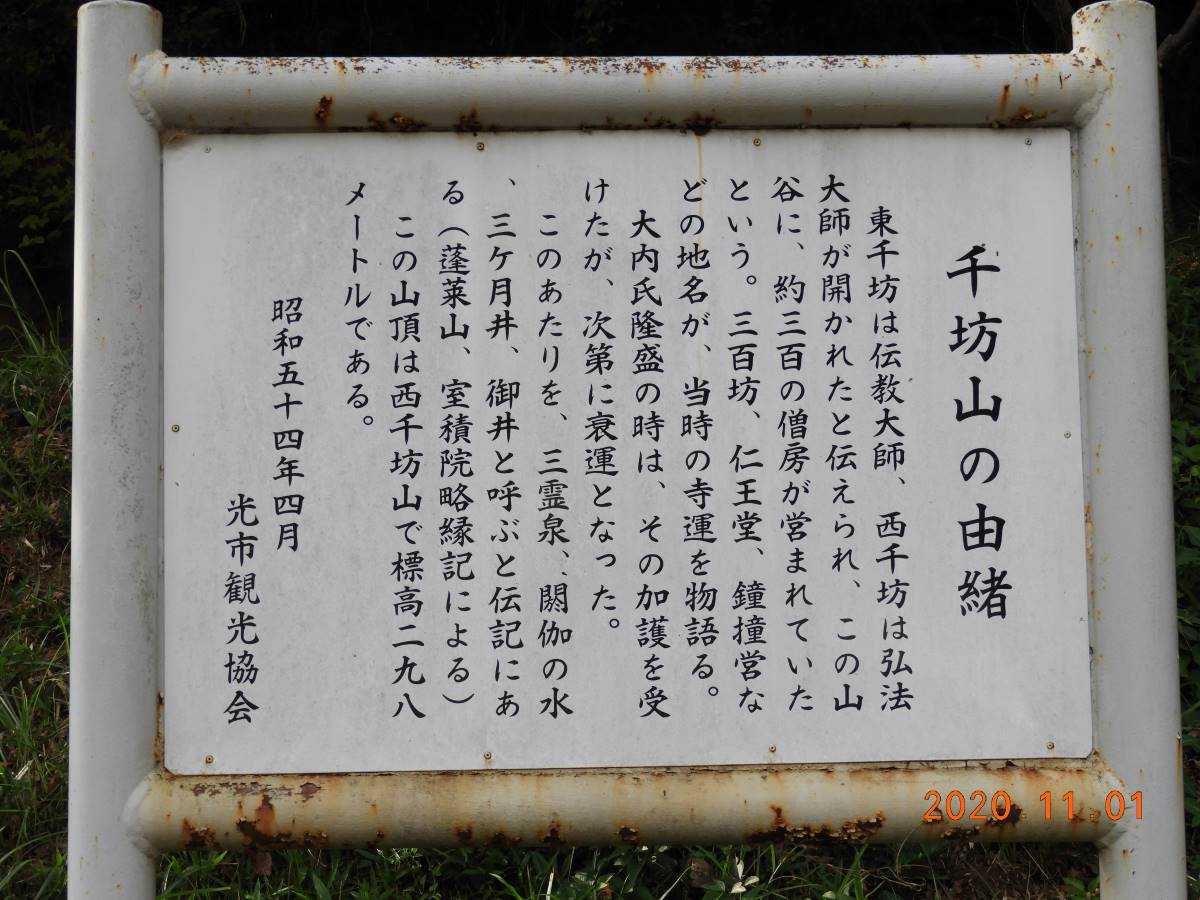 千坊山の由緒
東千坊は伝教大師、西千坊は弘法
大師が開かれたと伝えられ、この山
谷に、約三百の僧房が営まれていた
という。三百坊、仁王堂、鐘撞営な
どの地名が、当時の寺運を物語る。
大内氏隆盛の時は、その加護を受
けたが、次第に衰運となった。
このあたりを、三霊泉、閼伽の水
、三ケ月井、御井と呼ぶと伝記にあ
る（蓬莱山、室積院略縁記による）
この山頂は西千坊山で標高二九八
メートルである。
昭和五十四年四月
光市観光協会
2020 11 01